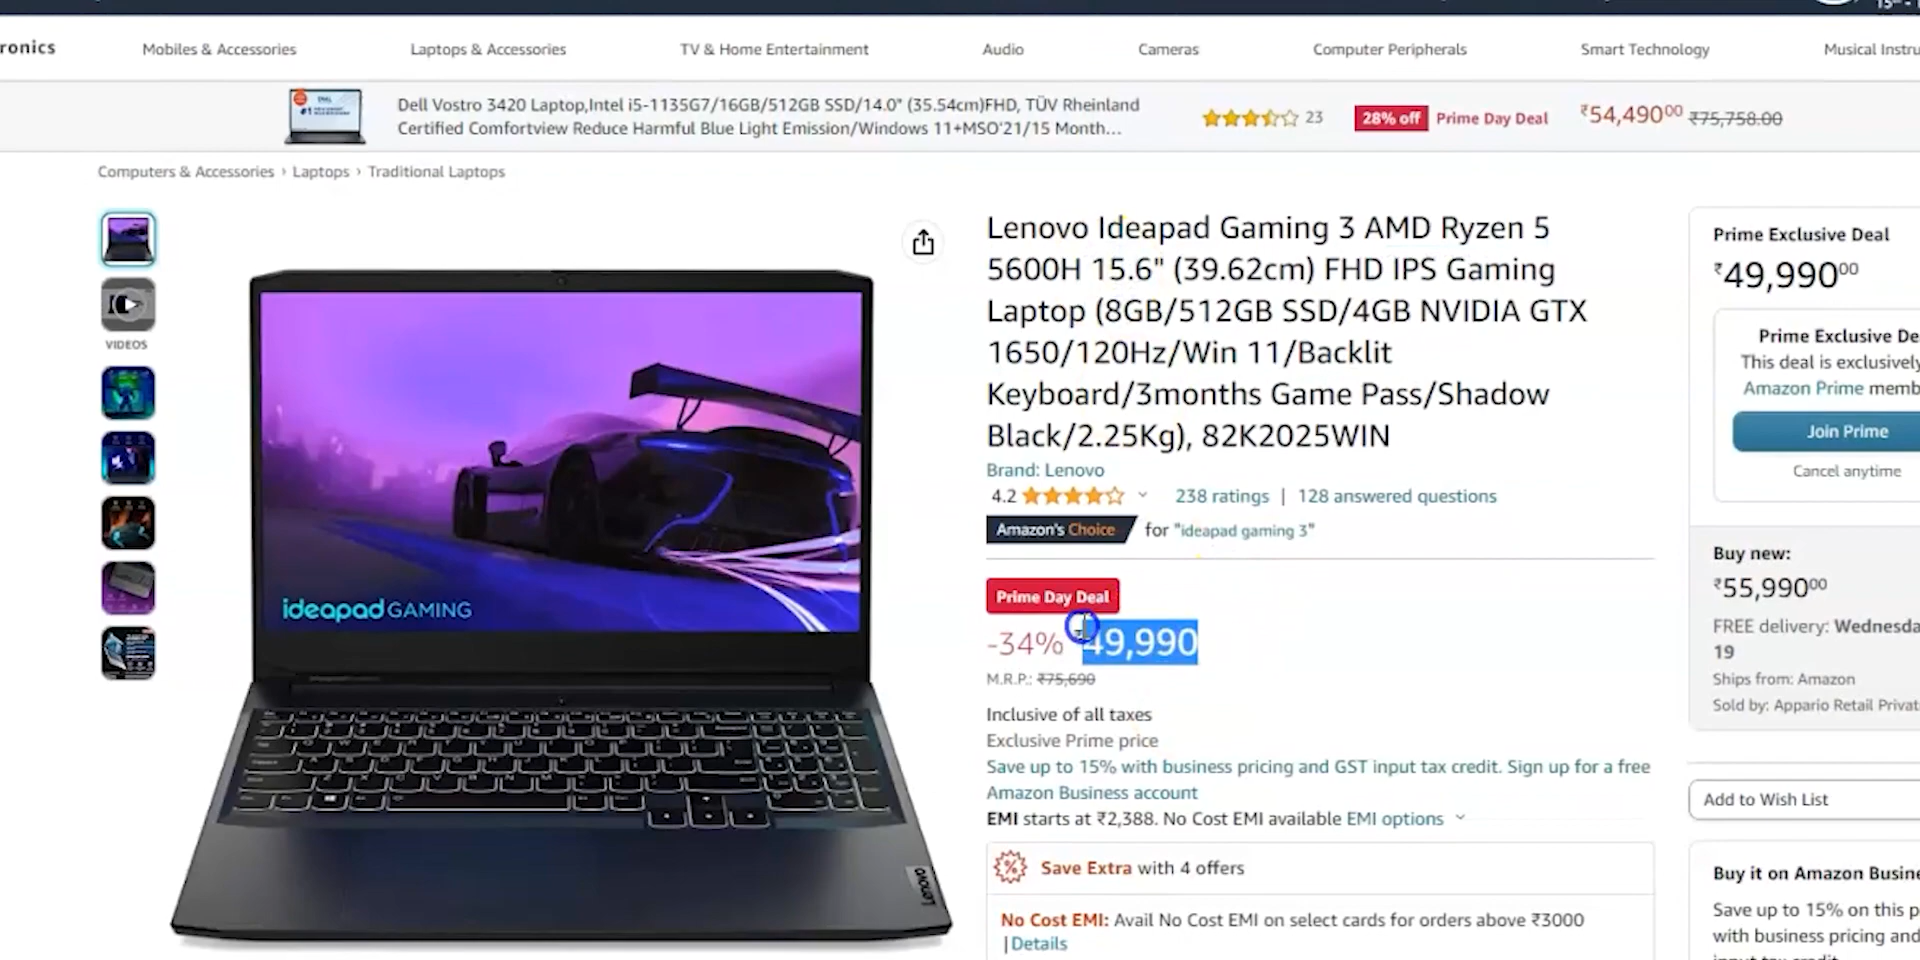 ronics Mobiles & Accessories Laptops & Accessories TV & Home Entertainment Audio Cameras Computer Peripherals Smart Technology Musical Instru
Dell Vostro 3420 Laptop,Intel i5-1135G7/16GB/512GB SSD/14.0" (35.54cm)FHD, TÜV Rheinland
Certified Comfortview Reduce Harmful Blue Light Emission/Windows 11+MSO'21/15 Month...
23 28% off Prime Day Deal ₹54,490⁰⁰ ₹75,758.00
Computers & Accessories › Laptops › Traditional Laptops
VIDEOS
ideapad GAMING
Lenovo
Lenovo Ideapad Gaming 3 AMD Ryzen 5
5600H 15.6" (39.62cm) FHD IPS Gaming
Laptop (8GB/512GB SSD/4GB NVIDIA GTX
1650/120Hz/Win 11/Backlit
Keyboard/3months Game Pass/Shadow
Black/2.25Kg), 82K2025WIN
Brand: Lenovo
4.2 238 ratings | 128 answered questions
Amazon's Choice for "ideapad gaming 3"
Prime Day Deal
-34% 49,990
M.R.P.: ₹75,690
Inclusive of all taxes
Exclusive Prime price
Save up to 15% with business pricing and GST input tax credit. Sign up for a free
Amazon Business account
EMI starts at ₹2,388. No Cost EMI available EMI options
Save Extra with 4 offers
No Cost EMI: Avail No Cost EMI on select cards for orders above ₹3000
| Details
Prime Exclusive Deal
₹49,990⁰⁰
Prime Exclusive De
This deal is exclusively
Amazon Prime memb
Join Prime
Cancel anytime
Buy new:
₹55,990⁰⁰
FREE delivery: Wednesda
19
Ships from: Amazon
Sold by: Appario Retail Privat
Add to Wish List
Buy it on Amazon Busine
Save up to 15% on this p
with business pricing and